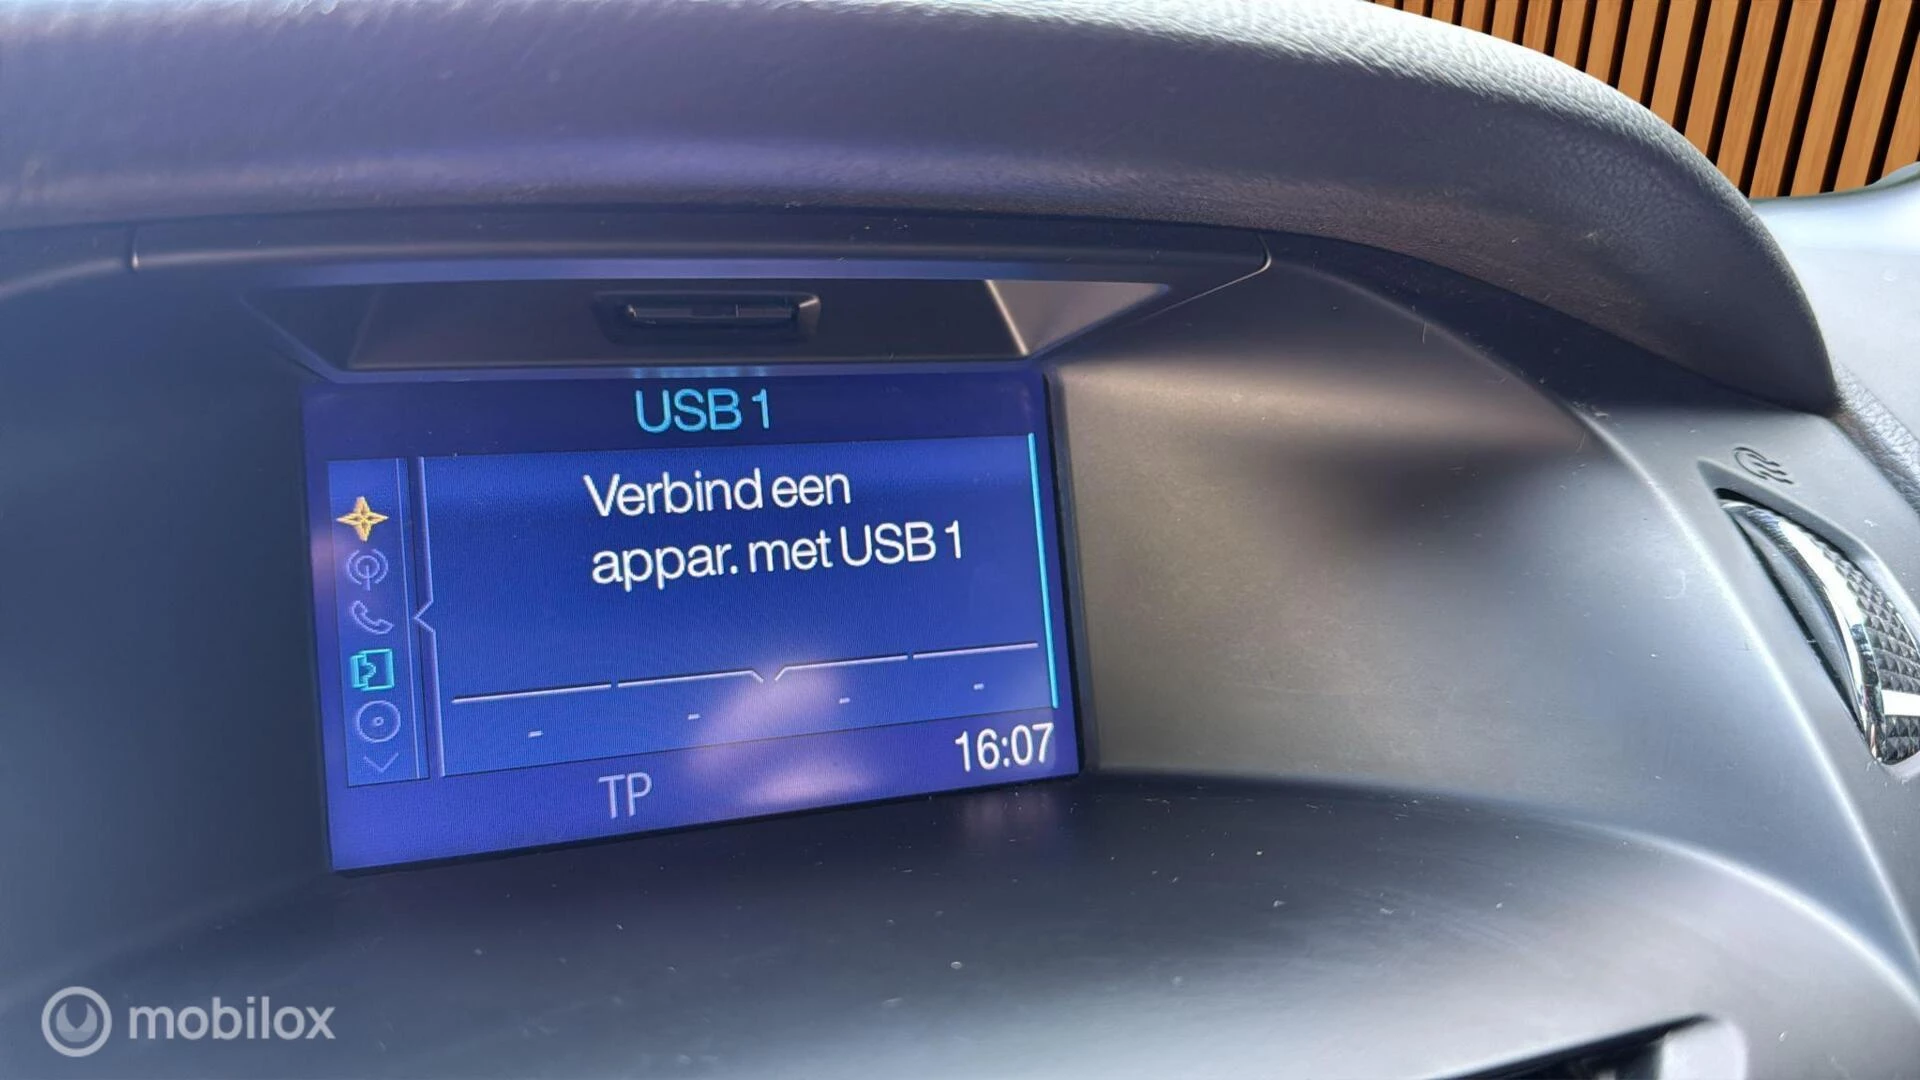 USB 1
Verbind een
appar. met USB 1
- - - -
16:07
TP
mobilox